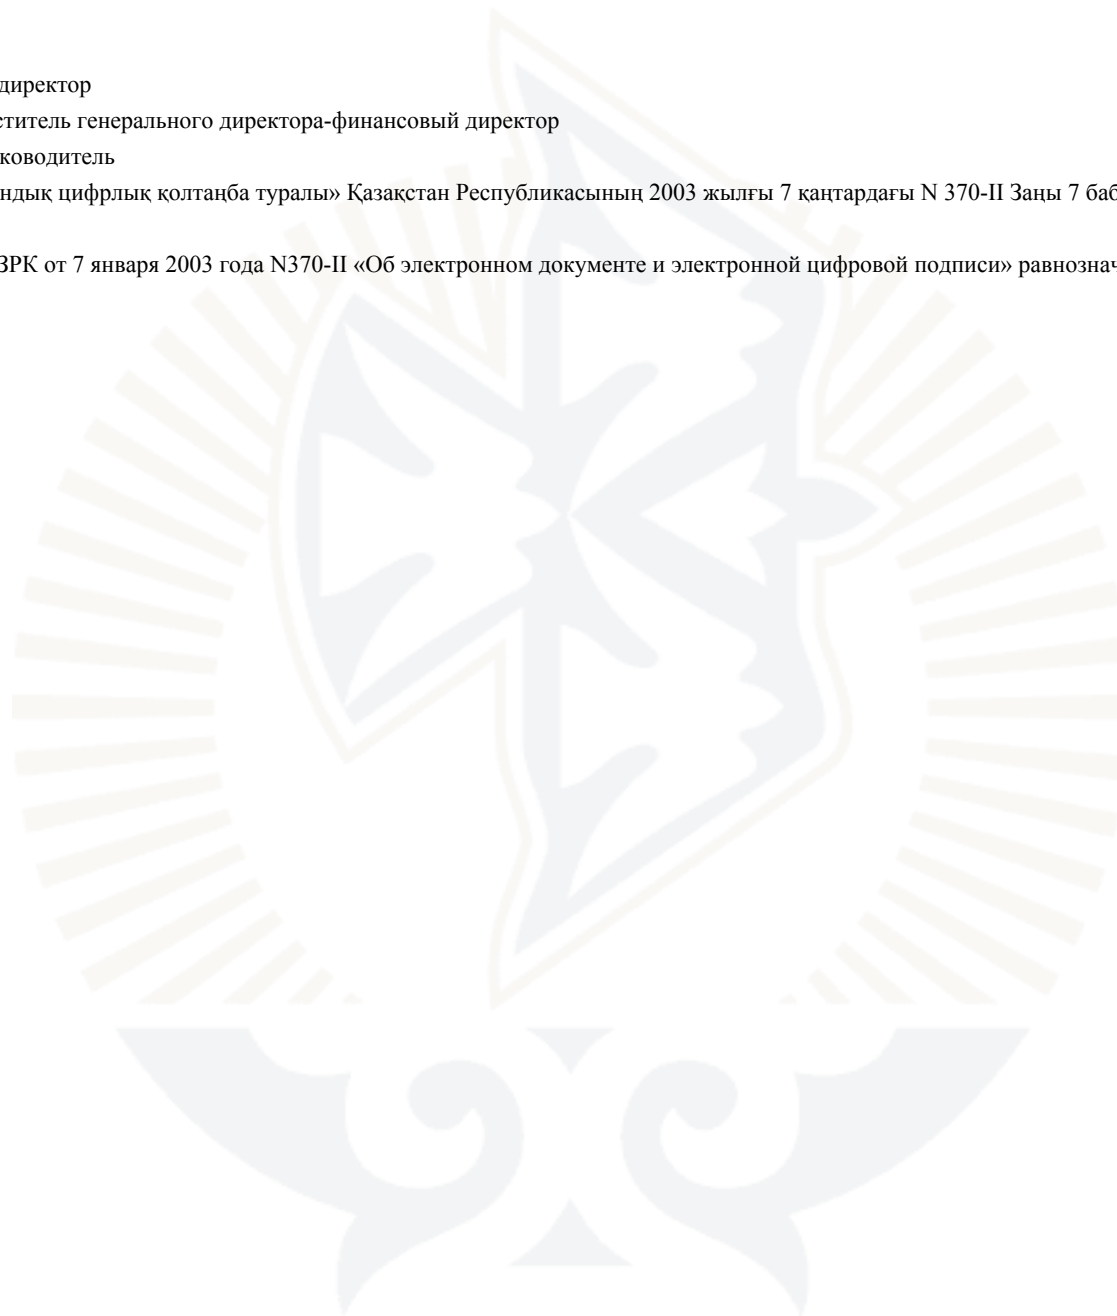 директор
ститель генерального директора-финансовый директор
ководитель
ндық цифрлық қолтаңба туралы» Қазақстан Республикасының 2003 жылғы 7 қаңтардағы N 370-II Заңы 7 баб
ЗРК от 7 января 2003 года N370-II «Об электронном документе и электронной цифровой подписи» равнознач